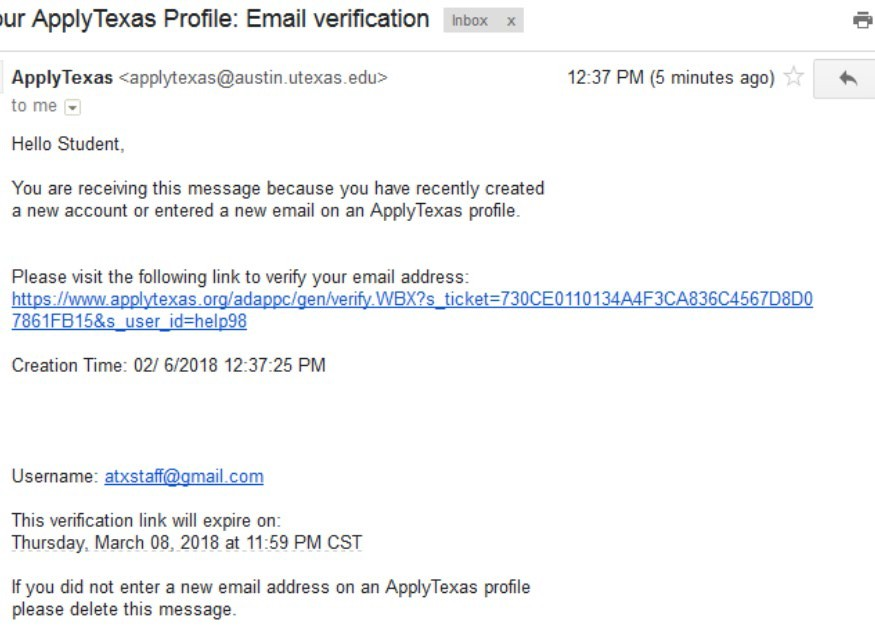 our ApplyTexas Profile: Email verification Inbox x
ApplyTexas <applytexas@austin.utexas.edu> 12:37 PM (5 minutes ago)
to me
Hello Student,
You are receiving this message because you have recently created
a new account or entered a new email on an ApplyTexas profile.
Please visit the following link to verify your email address:
https://www.applytexas.org/adappc/gen/verify.WBX?s_ticket=730CE0110134A4F3CA836C4567D8D0
7861FB15&s_user_id=help98
Creation Time: 02/ 6/2018 12:37:25 PM
Username: atxstaff@gmail.com
This verification link will expire on:
Thursday, March 08, 2018 at 11:59 PM CST
If you did not enter a new email address on an ApplyTexas profile
please delete this message.